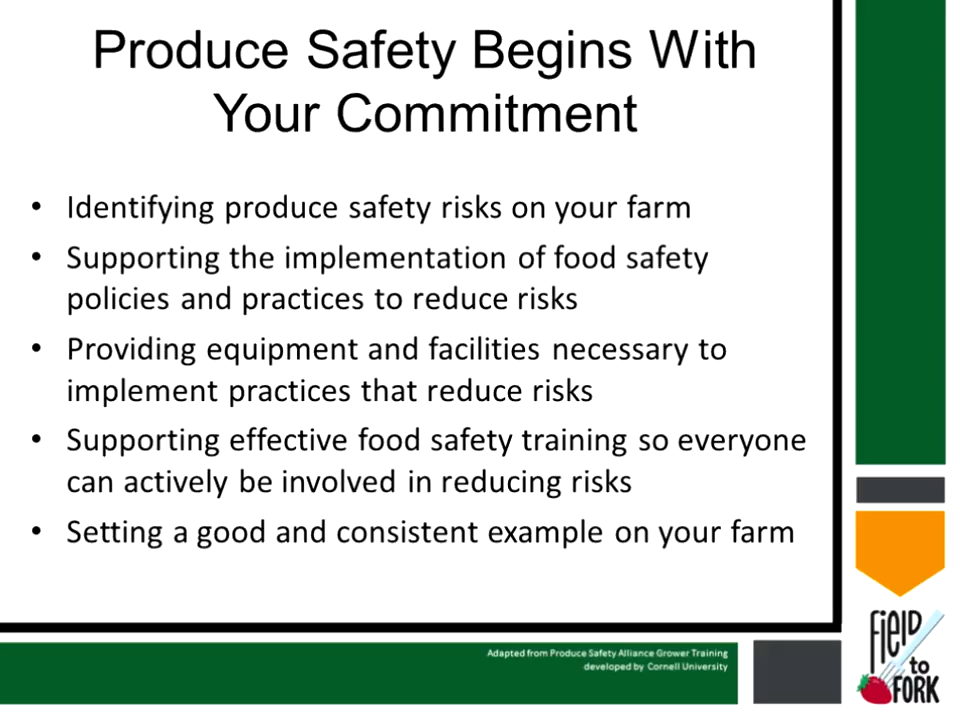 Produce Safety Begins With
Your Commitment
• Identifying produce safety risks on your farm
• Supporting the implementation of food safety
policies and practices to reduce risks
• Providing equipment and facilities necessary to
implement practices that reduce risks
• Supporting effective food safety training so everyone
can actively be involved in reducing risks
• Setting a good and consistent example on your farm
Adapted from Produce Safety Alliance Grower Training
developed by Cornell University
FiELD
to
FORK